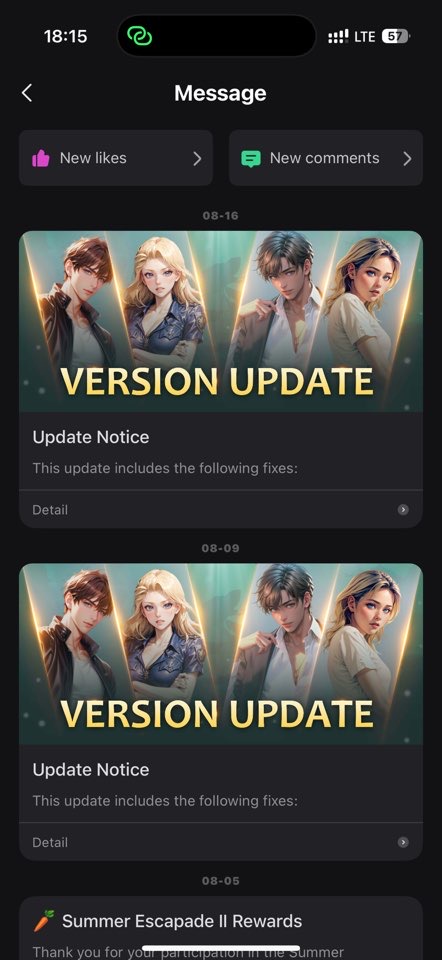 18:15
LTE
57
Message
New likes
New comments
08-16
VERSION UPDATE
Update Notice
This update includes the following fixes:
Detail
08-09
VERSION UPDATE
Update Notice
This update includes the following fixes:
Detail
08-05
Summer Escapade II Rewards
Thank you for your participation in the Summer